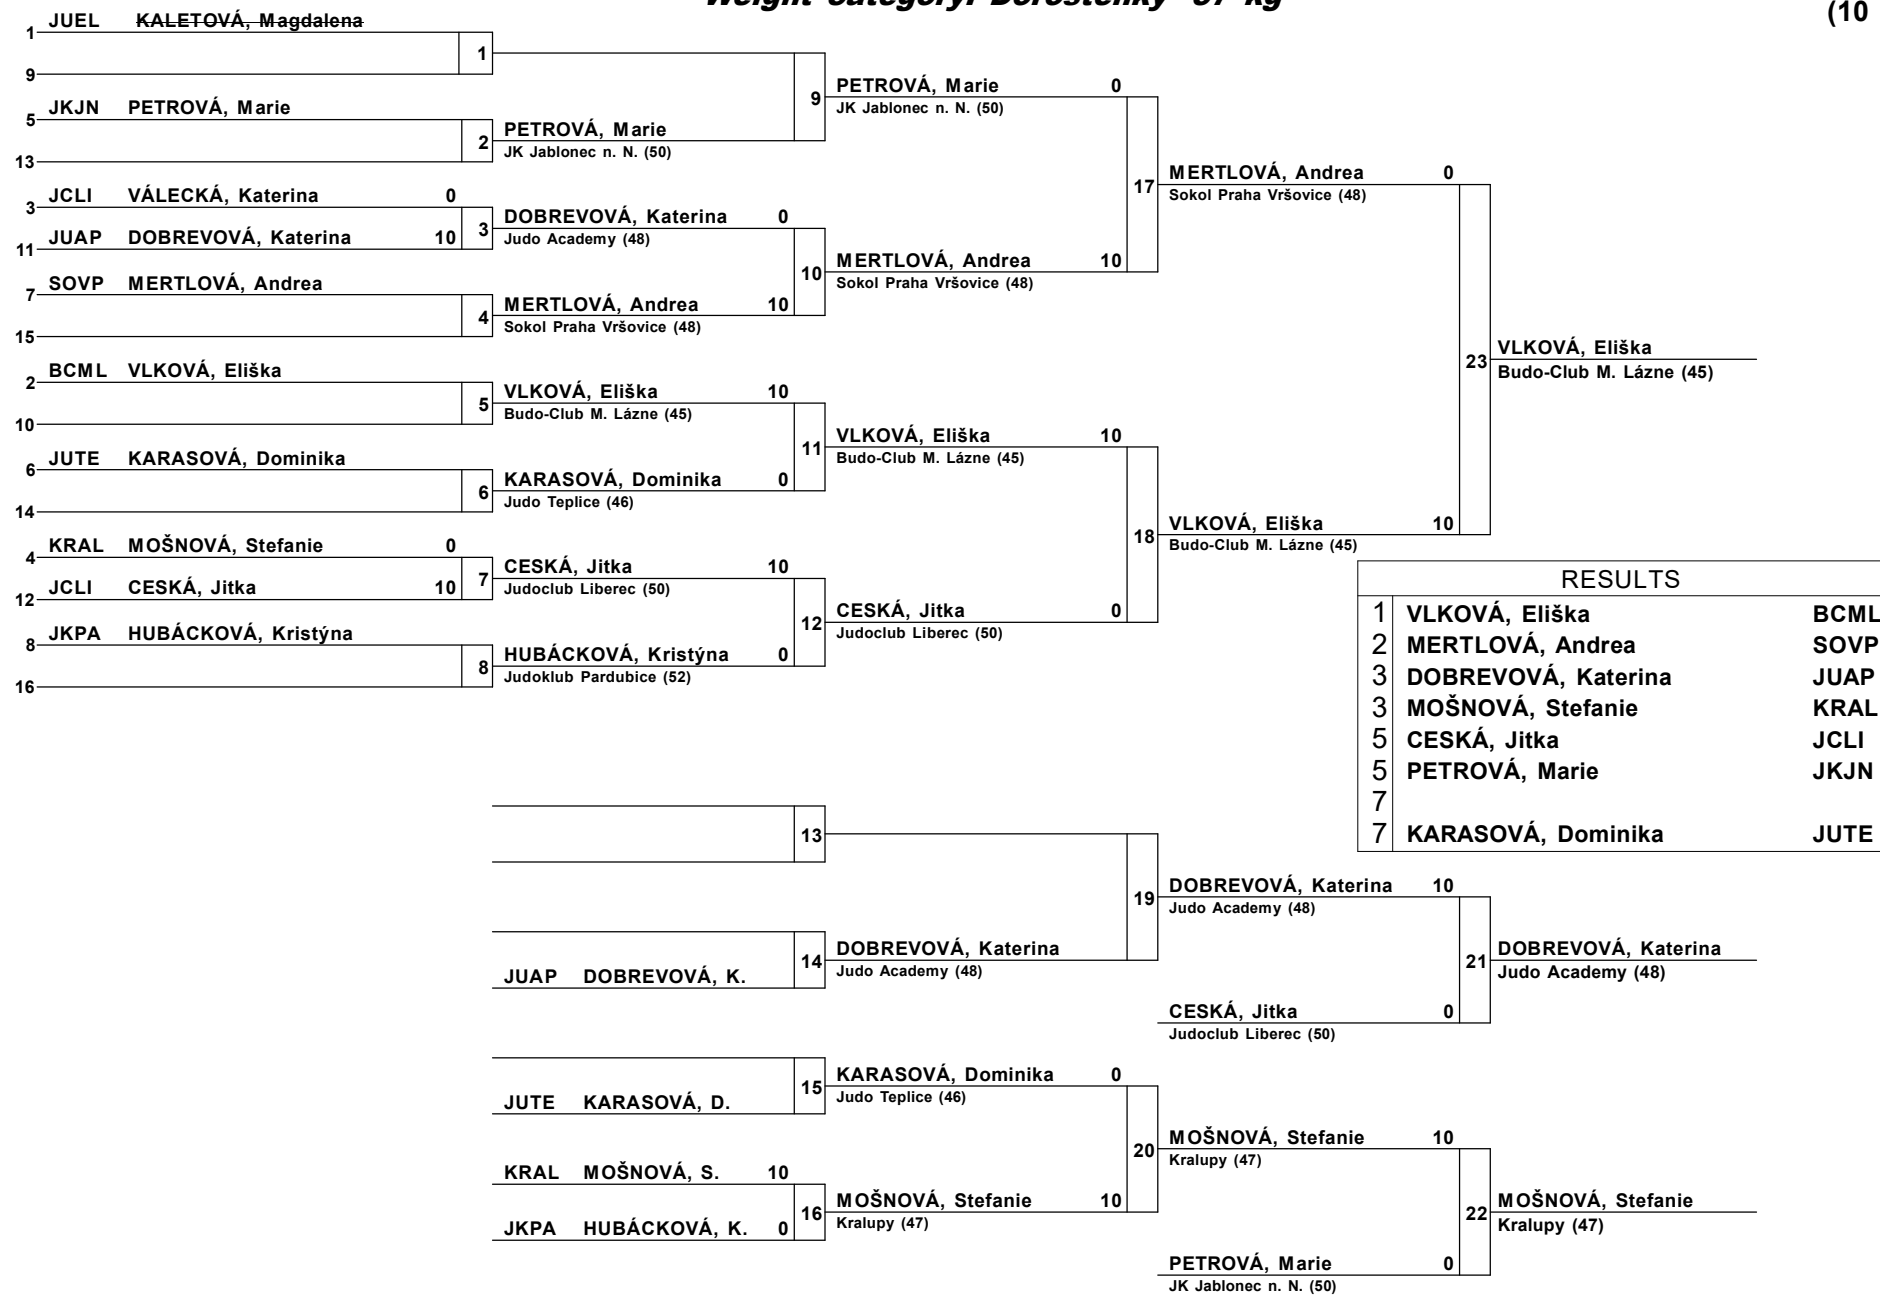 (10
1 JUEL KALETOVÁ, Magdalena
1
9
5 JKJN PETROVÁ, Marie
2
13
3 JCLI VÁLECKÁ, Katerina 0
3
11 JUAP DOBREVOVÁ, Katerina 10
7 SOVP MERTLOVÁ, Andrea
4
15
2 BCML VLKOVÁ, Eliška
5
10
6 JUTE KARASOVÁ, Dominika
6
14
4 KRAL MOŠNOVÁ, Stefanie 0
7
12 JCLI CESKÁ, Jitka 10
8 JKPA HUBÁCKOVÁ, Kristýna
8
16
PETROVÁ, Marie
JK Jablonec n. N. (50)
9
DOBREVOVÁ, Katerina 0
Judo Academy (48)
10
MERTLOVÁ, Andrea 10
Sokol Praha Vršovice (48)
VLKOVÁ, Eliška 10
Budo-Club M. Lázne (45)
11
KARASOVÁ, Dominika 0
Judo Teplice (46)
CESKÁ, Jitka 10
Judoclub Liberec (50)
12
HUBÁCKOVÁ, Kristýna 0
Judoklub Pardubice (52)
PETROVÁ, Marie 0
JK Jablonec n. N. (50)
17
MERTLOVÁ, Andrea 10
Sokol Praha Vršovice (48)
VLKOVÁ, Eliška 10
Budo-Club M. Lázne (45)
18
CESKÁ, Jitka 0
Judoclub Liberec (50)
MERTLOVÁ, Andrea 0
Sokol Praha Vršovice (48)
23
VLKOVÁ, Eliška 10
Budo-Club M. Lázne (45)
VLKOVÁ, Eliška
Budo-Club M. Lázne (45)
RESULTS
1 VLKOVÁ, Eliška BCML
2 MERTLOVÁ, Andrea SOVP
3 DOBREVOVÁ, Katerina JUAP
3 MOŠNOVÁ, Stefanie KRAL
5 CESKÁ, Jitka JCLI
5 PETROVÁ, Marie JKJN
7
7 KARASOVÁ, Dominika JUTE
13
14
JUAP DOBREVOVÁ, K.
15
JUTE KARASOVÁ, D.
KRAL MOŠNOVÁ, S. 10
16
JKPA HUBÁCKOVÁ, K. 0
19
DOBREVOVÁ, Katerina
Judo Academy (48)
KARASOVÁ, Dominika 0
Judo Teplice (46)
20
MOŠNOVÁ, Stefanie 10
Kralupy (47)
DOBREVOVÁ, Katerina 10
Judo Academy (48)
21
CESKÁ, Jitka 0
Judoclub Liberec (50)
MOŠNOVÁ, Stefanie 10
Kralupy (47)
22
PETROVÁ, Marie 0
JK Jablonec n. N. (50)
DOBREVOVÁ, Katerina
Judo Academy (48)
MOŠNOVÁ, Stefanie
Kralupy (47)